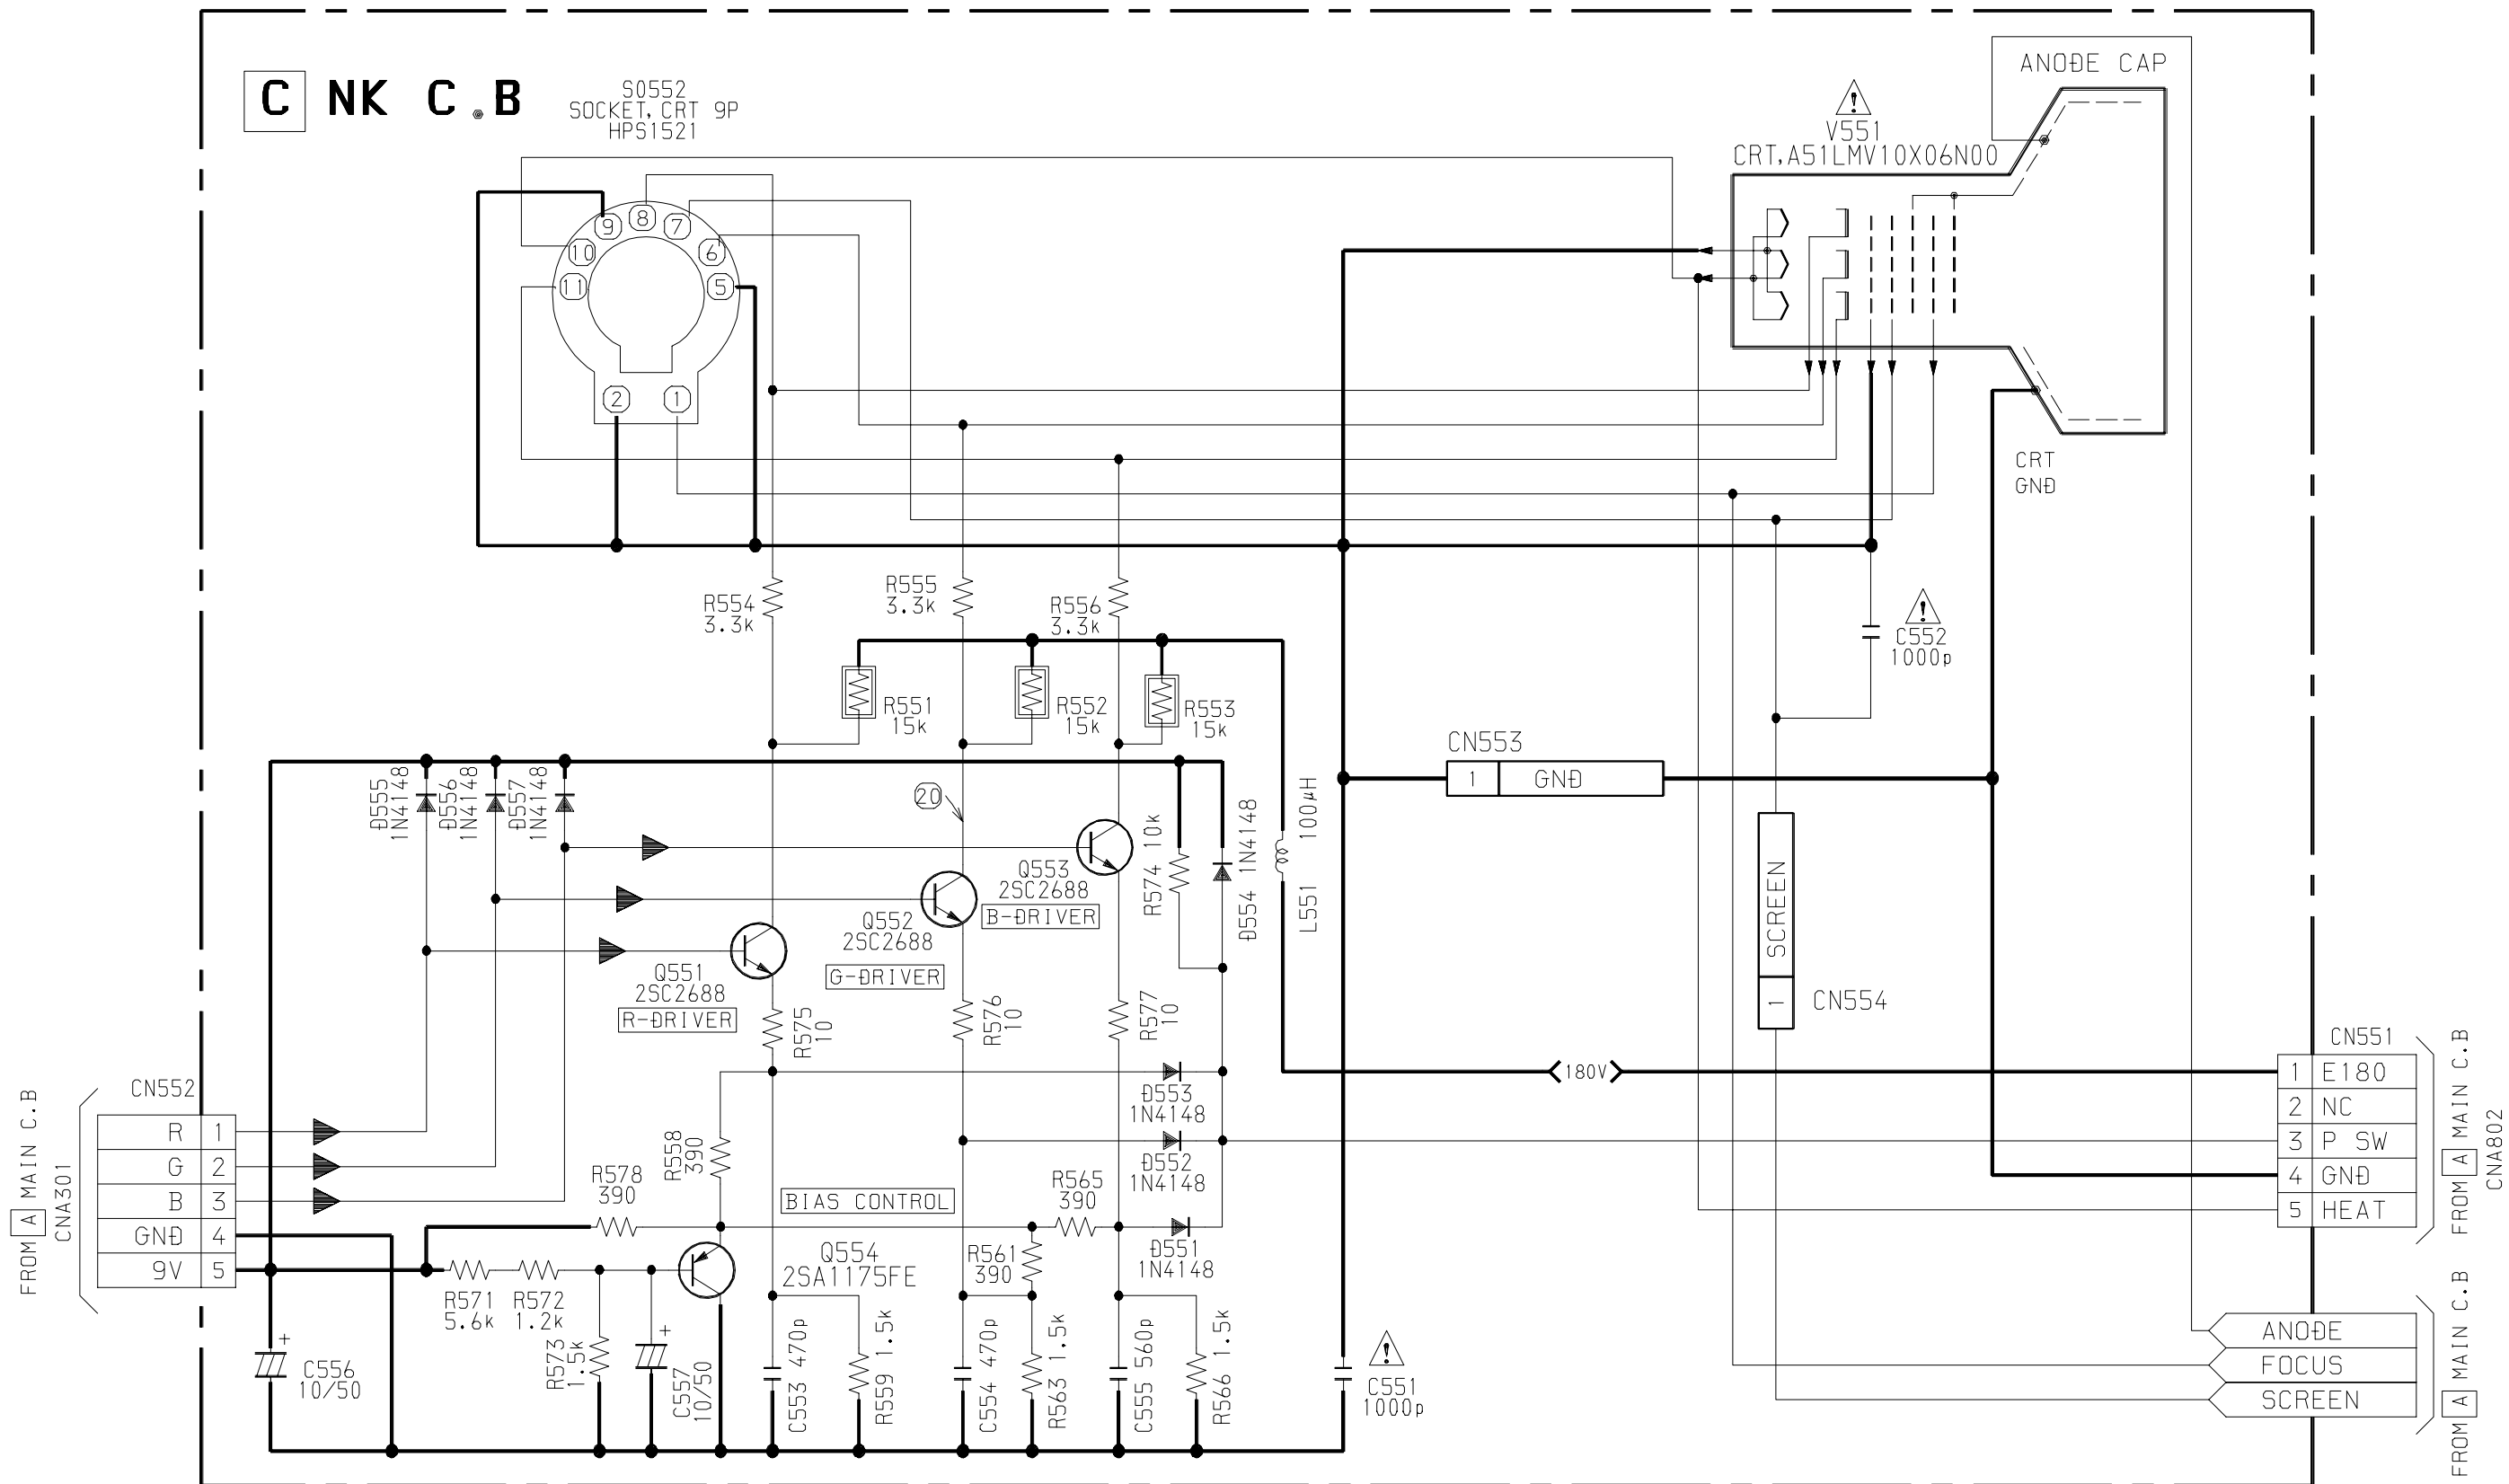 C NK C.B
S0552
SOCKET, CRT 9P
HPS1521
ANODE CAP
V551
CRT, A51LMV10X06N00
8
9
7
10
6
11
5
2
1
CRT
GND
R554
3.3k
R555
3.3k
R556
3.3k
C552
1000p
R551
15k
R552
15k
R553
15k
CN553
1 GND
D555
1N4148
D556
1N4148
D557
1N4148
20
Q553
2SC2688
B-DRIVER
Q552
2SC2688
G-DRIVER
Q551
2SC2688
R-DRIVER
R574 10k
D554 1N4148
L551 100µH
SCREEN
1
CN554
R575
10
R576
10
R577
10
180V
D553
1N4148
D552
1N4148
D551
1N4148
CN551
1 E180
2 NC
3 P SW
4 GND
5 HEAT
FROM A MAIN C.B
CNA802
CN552
R 1
G 2
B 3
GND 4
9V 5
FROM A MAIN C.B
CNA301
R558
390
R578
390
BIAS CONTROL
R565
390
Q554
2SA1175FE
R561
390
R571
5.6k
R572
1.2k
+
C556
10/50
R573
1.5k
+
C557
10/50
C553 470p
R559 1.5k
C554 470p
R563 1.5k
C555 560p
R566 1.5k
C551
1000p
ANODE
FOCUS
SCREEN
FROM A MAIN C.B